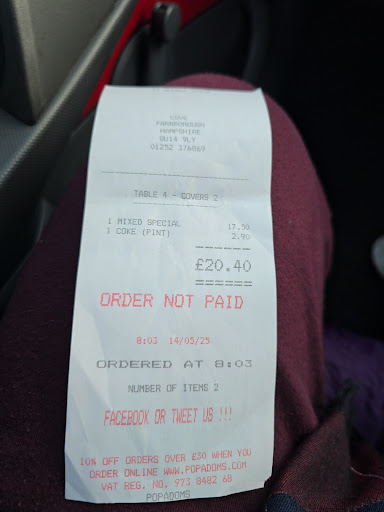 COVE
FARNBOROUGH
HAMPSHIRE
GU14 9LY
01252 376869
TABLE 4 - COVERS 2
1 MIXED SPECIAL 17.50
1 COKE (PINT) 2.90
£20.40
ORDER NOT PAID
8:03 14/05/25
ORDERED AT 8:03
NUMBER OF ITEMS 2
FACEBOOK OR TWEET US !!!
10% OFF ORDERS OVER £30 WHEN YOU
ORDER ONLINE WWW.POPADOMS.COM
VAT REG. NO. 973 8482 68
POPADOMS